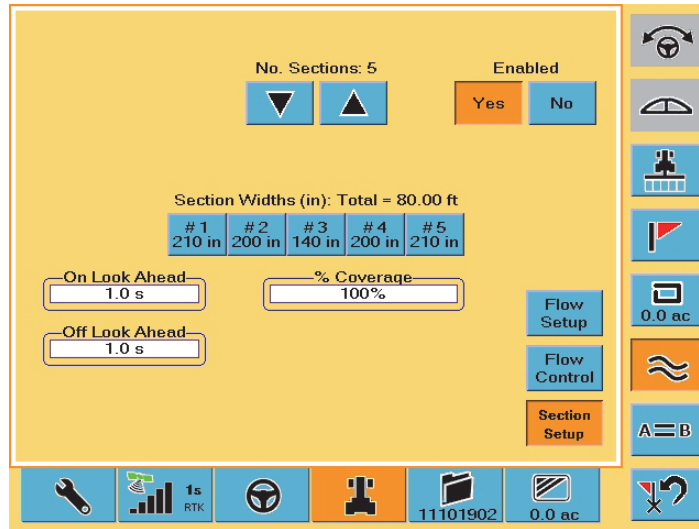 No. Sections: 5
Enabled
Yes
No
Section Widths (in): Total = 80.00 ft
#1 #2 #3 #4 #5
210 in 200 in 140 in 200 in 210 in
On Look Ahead
1.0 s
% Coverage
100%
Off Look Ahead
1.0 s
Flow
Setup
Flow
Control
Section
Setup
0.0 ac
A B
1s
RTK
11101902
0.0 ac